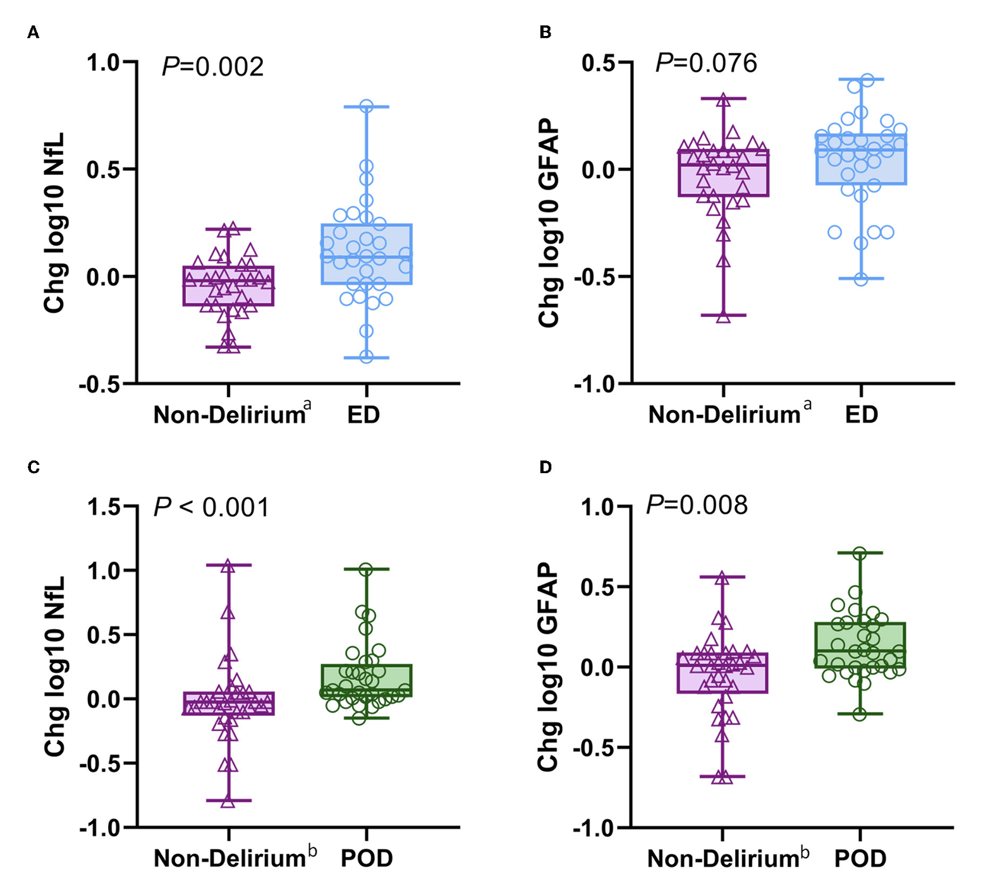 A
P=0.002
Chg log10 NfL
1.0
0.5
0.0
-0.5
Non-Delirium^a
ED
B
P=0.076
Chg log10 GFAP
0.5
0.0
-0.5
-1.0
Non-Delirium^a
ED
C
P < 0.001
Chg log10 NfL
1.5
1.0
0.5
0.0
-0.5
-1.0
Non-Delirium^b
POD
D
P=0.008
Chg log10 GFAP
1.0
0.5
0.0
-0.5
-1.0
Non-Delirium^b
POD